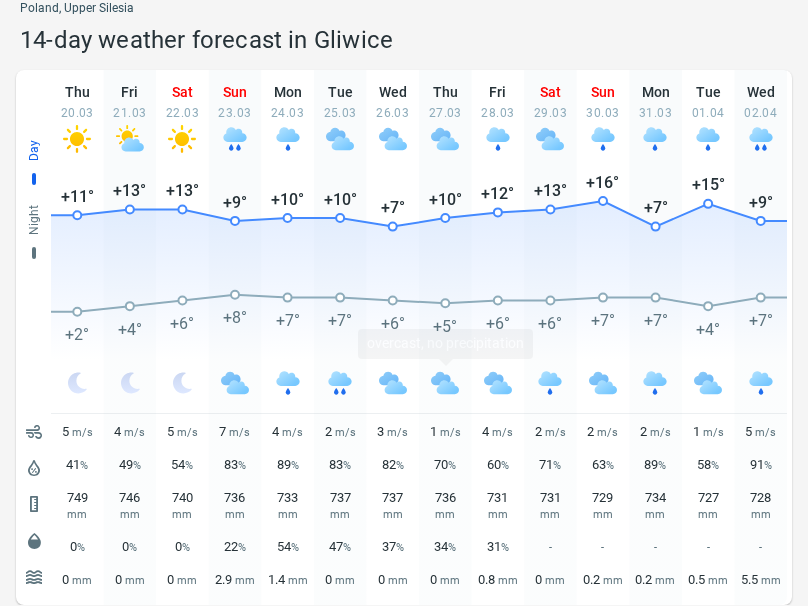 Poland, Upper Silesia
14-day weather forecast in Gliwice
Thu Fri Sat Sun Mon Tue Wed Thu Fri Sat Sun Mon Tue Wed
20.03 21.03 22.03 23.03 24.03 25.03 26.03 27.03 28.03 29.03 30.03 31.03 01.04 02.04
Day
+11° +13° +13° +9° +10° +10° +7° +10° +12° +13° +16° +7° +15° +9°
Night
+2° +4° +6° +8° +7° +7° +6° +5° +6° +6° +7° +7° +4° +7°
overcast, no precipitation
5 m/s 4 m/s 5 m/s 7 m/s 4 m/s 2 m/s 3 m/s 1 m/s 4 m/s 2 m/s 2 m/s 2 m/s 1 m/s 5 m/s
41% 49% 54% 83% 89% 83% 82% 70% 60% 71% 63% 89% 58% 91%
749 746 740 736 733 737 737 736 731 731 729 734 727 728
mm mm mm mm mm mm mm mm mm mm mm mm mm mm
0% 0% 0% 22% 54% 47% 37% 34% 31% - - - - -
0 mm 0 mm 0 mm 2.9 mm 1.4 mm 0 mm 0 mm 0 mm 0.8 mm 0 mm 0.2 mm 0.2 mm 0.5 mm 5.5 mm